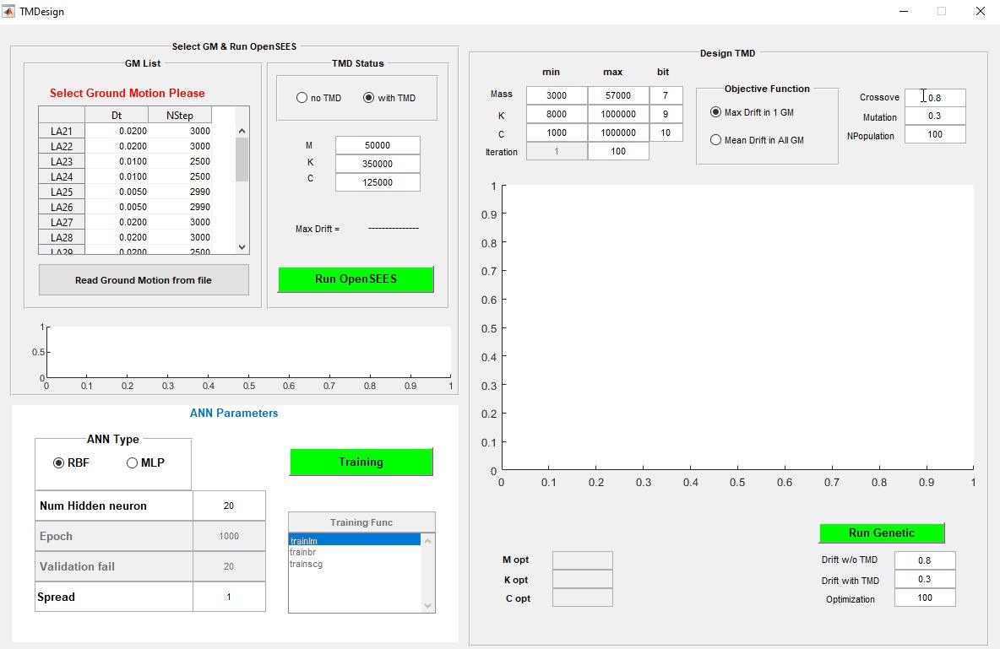 TMDesign
Select GM & Run OpenSEES
GM List
Select Ground Motion Please
Dt NStep
LA21 0.0200 3000
LA22 0.0200 3000
LA23 0.0100 2500
LA24 0.0100 2500
LA25 0.0050 2990
LA26 0.0050 2990
LA27 0.0200 3000
LA28 0.0200 3000
LA29 0.0200 2500
Read Ground Motion from file
TMD Status
no TMD with TMD
M 50000
K 350000
C 125000
Max Drift = ---------------
Run OpenSEES
1
0.5
0
0 0.1 0.2 0.3 0.4 0.5 0.6 0.7 0.8 0.9 1
ANN Parameters
ANN Type
RBF MLP
Training
Num Hidden neuron 20
Epoch 1000
Validation fail 20
Spread 1
Training Func
trainlm
trainbr
trainscg
Design TMD
min max bit
Mass 3000 57000 7
K 8000 1000000 9
C 1000 1000000 10
Iteration 1 100
Objective Function
Max Drift in 1 GM
Mean Drift in All GM
Crossove 0.8
Mutation 0.3
NPopulation 100
1
0.9
0.8
0.7
0.6
0.5
0.4
0.3
0.2
0.1
0
0 0.1 0.2 0.3 0.4 0.5 0.6 0.7 0.8 0.9 1
Run Genetic
M opt
K opt
C opt
Drift w/o TMD 0.8
Drift with TMD 0.3
Optimization 100